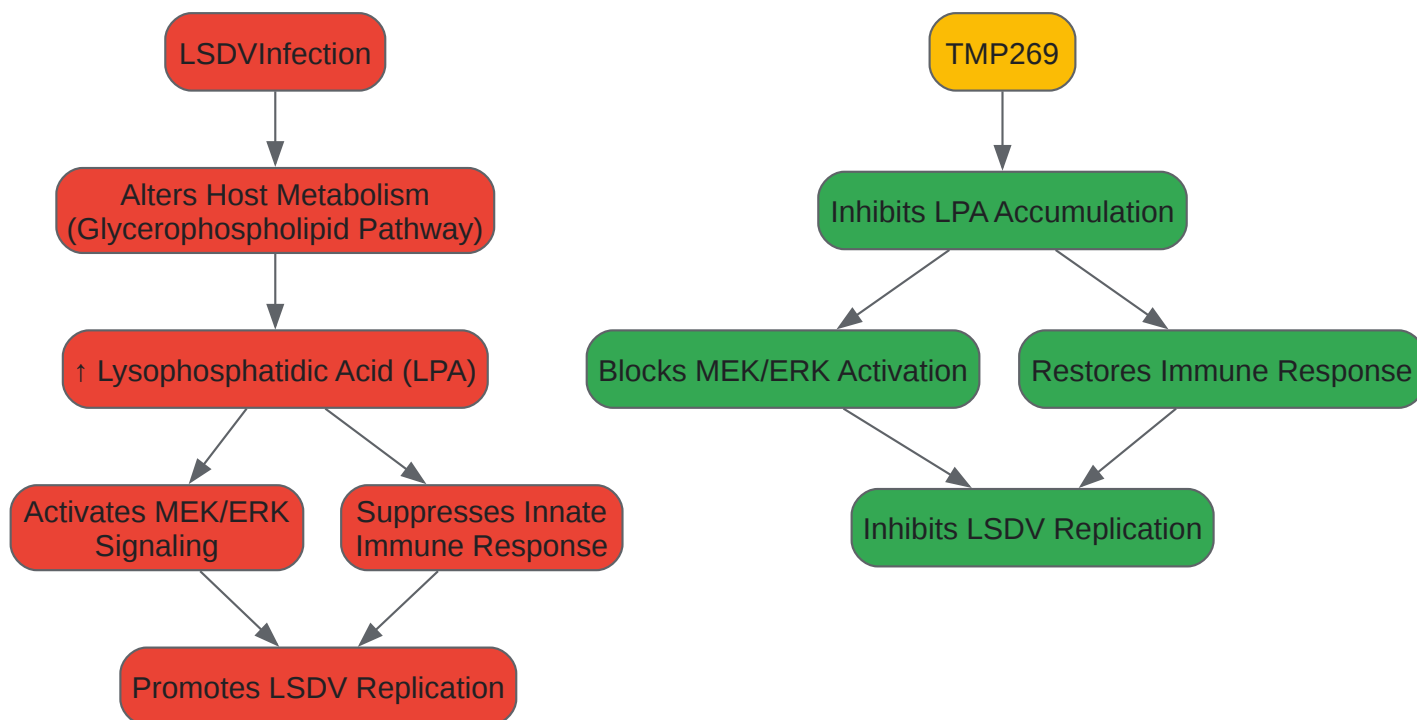 LSDVInfection
Alters Host Metabolism
(Glycerophospholipid Pathway)
↑ Lysophosphatidic Acid (LPA)
Activates MEK/ERK
Signaling
Suppresses Innate
Immune Response
Promotes LSDV Replication
TMP269
Inhibits LPA Accumulation
Blocks MEK/ERK Activation
Restores Immune Response
Inhibits LSDV Replication